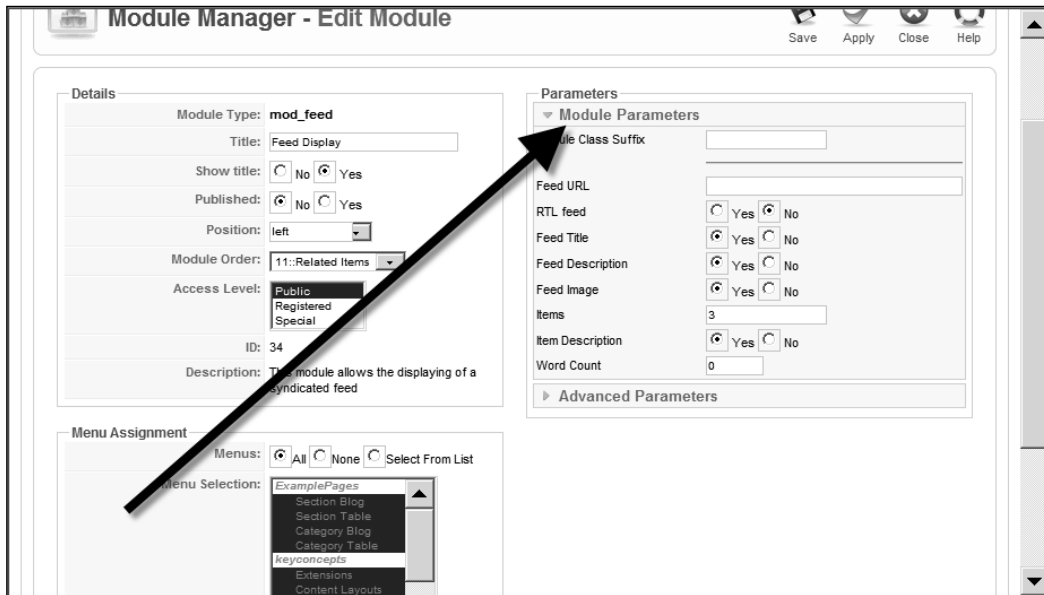 Module Manager - Edit Module
Save Apply Close Help
Details
Module Type: mod_feed
Title: Feed Display
Show title: No Yes
Published: No Yes
Position: left
Module Order: 11::Related Items
Access Level: Public
Registered
Special
ID: 34
Description: This module allows the displaying of a
syndicated feed
Menu Assignment
Menus: All None Select From List
Menu Selection: ExamplePages
Section Blog
Section Table
Category Blog
Category Table
keyconcepts
Extensions
Content Layouts
Parameters
Module Parameters
Class Suffix
Feed URL
RTL feed Yes No
Feed Title Yes No
Feed Description Yes No
Feed Image Yes No
Items 3
Item Description Yes No
Word Count 0
Advanced Parameters